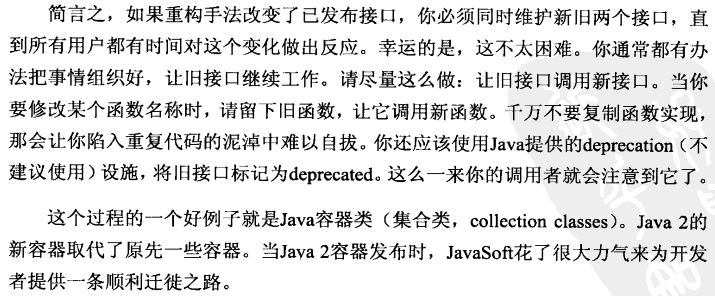 简言之，如果重构手法改变了已发布接口，你必须同时维护新旧两个接口，直
到所有用户都有时间对这个变化做出反应。幸运的是，这不太困难。你通常都有办
法把事情组织好，让旧接口继续工作。请尽量这么做：让旧接口调用新接口。当你
要修改某个函数名称时，请留下旧函数，让它调用新函数。千万不要复制函数实现，
那会让你陷入重复代码的泥淖中难以自拔。你还应该使用Java提供的deprecation（不
建议使用）设施，将旧接口标记为deprecated。这么一来你的调用者就会注意到它了。
这个过程的一个好例子就是Java容器类（集合类，collection classes）。Java 2的
新容器取代了原先一些容器。当Java 2容器发布时，JavaSoft花了很大力气来为开发
者提供一条顺利迁徙之路。